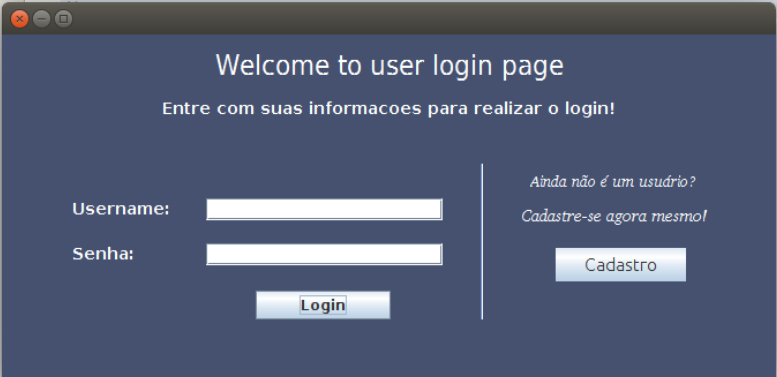 Welcome to user login page
Entre com suas informacoes para realizar o login!
Username:
Senha:
Login
Ainda não é um usuário?
Cadastre-se agora mesmo!
Cadastro